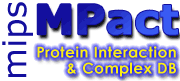 mips
MPact
Protein Interaction
& Complex DB